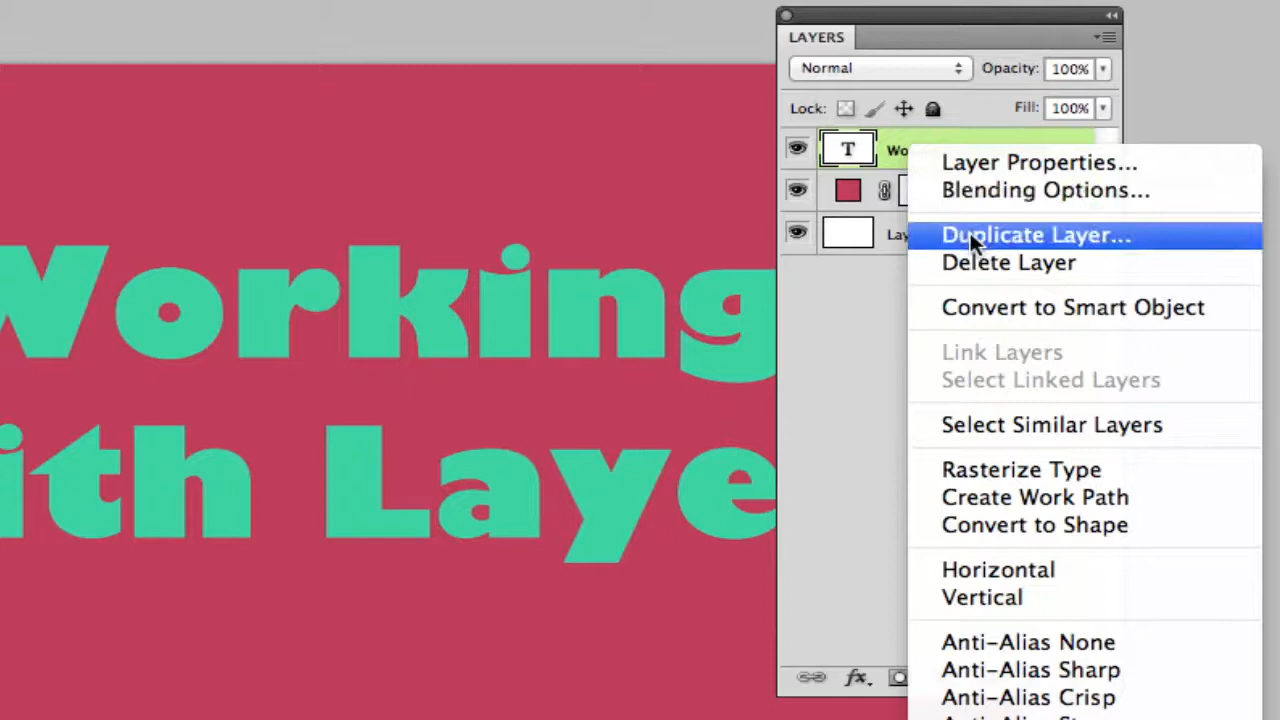 LAYERS
Normal Opacity: 100%
Lock: Fill: 100%
T Wo
Lay
Layer Properties...
Blending Options...
Duplicate Layer...
Delete Layer
Convert to Smart Object
Link Layers
Select Linked Layers
Select Similar Layers
Rasterize Type
Create Work Path
Convert to Shape
Horizontal
Vertical
Anti-Alias None
Anti-Alias Sharp
Anti-Alias Crisp
Working
ith Laye
fx